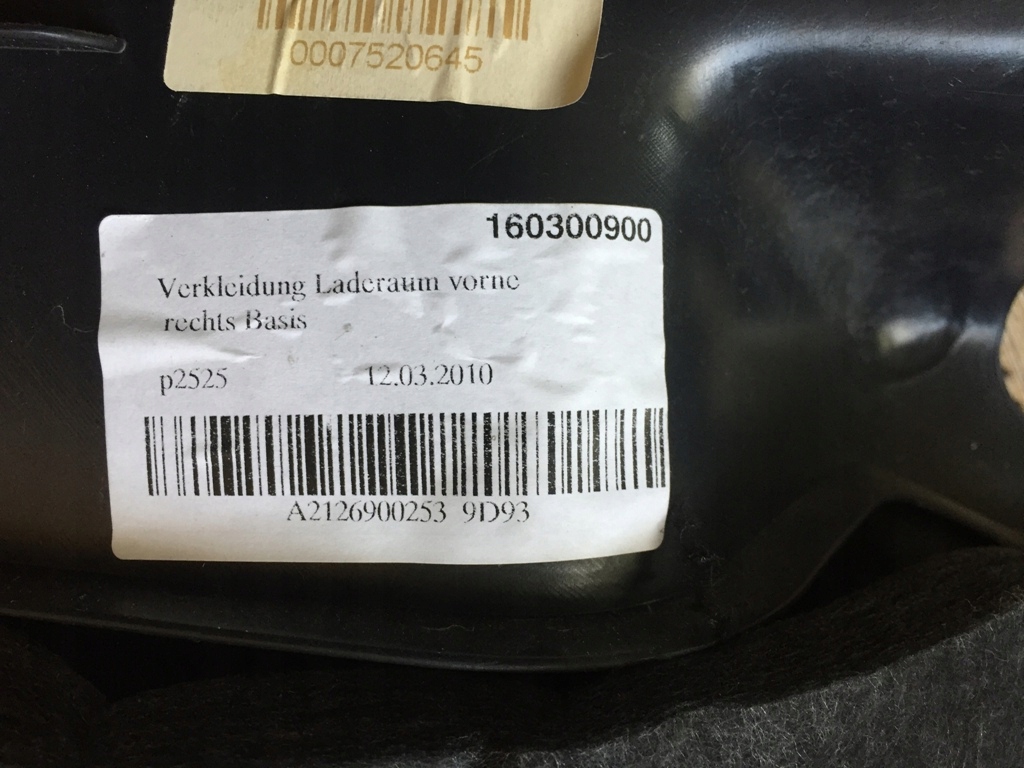 0007520645
160300900
Verkleidung Laderaum vorne
rechts Basis
p2525 12.03.2010
A2126900253 9D93